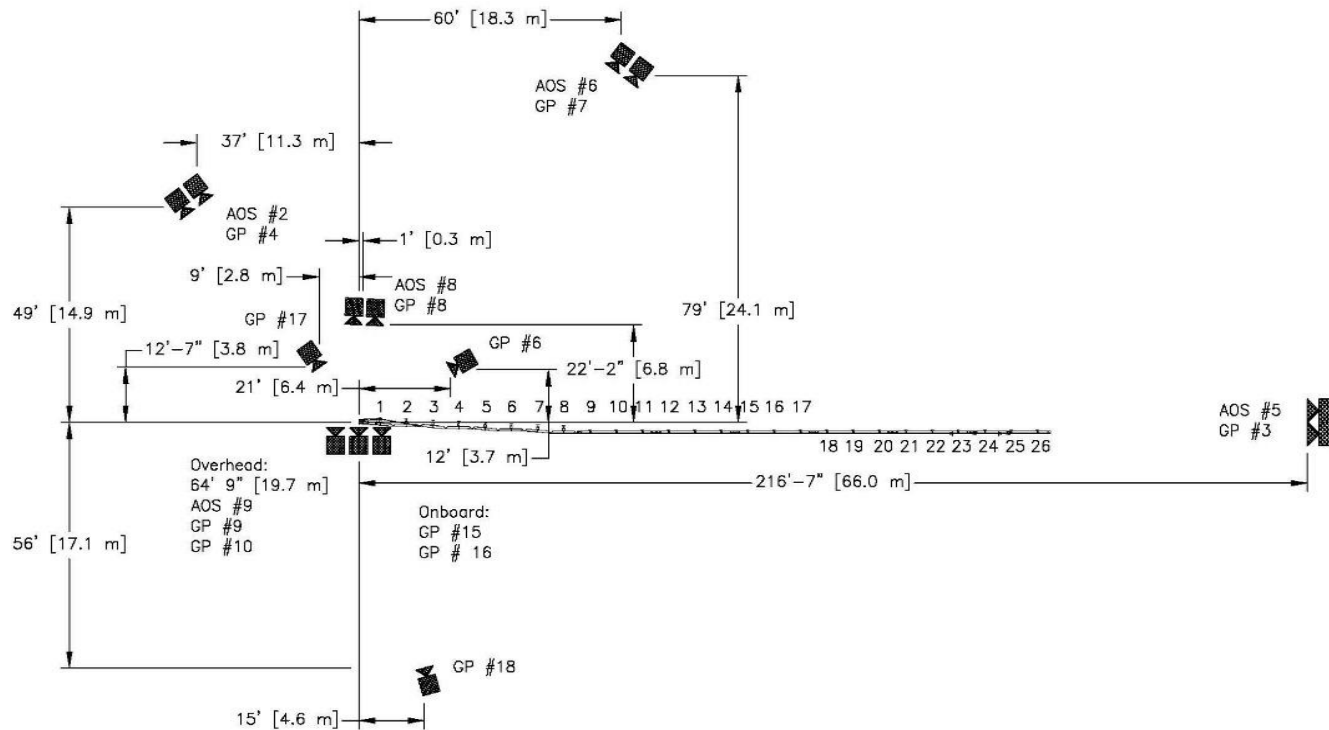 60' [18.3 m]
AOS #6
GP #7
37' [11.3 m]
AOS #2
GP #4
1' [0.3 m]
9' [2.8 m]
AOS #8
GP #8
49' [14.9 m]
79' [24.1 m]
GP #17
12'-7" [3.8 m]
GP #6
22'-2" [6.8 m]
21' [6.4 m]
1 2 3 4 5 6 7 8 9 10 11 12 13 14 15 16 17
AOS #5
GP #3
18 19 20 21 22 23 24 25 26
12' [3.7 m]
Overhead:
64' 9" [19.7 m]
AOS #9
GP #9
GP #10
216'-7" [66.0 m]
Onboard:
GP #15
GP # 16
56' [17.1 m]
GP #18
15' [4.6 m]